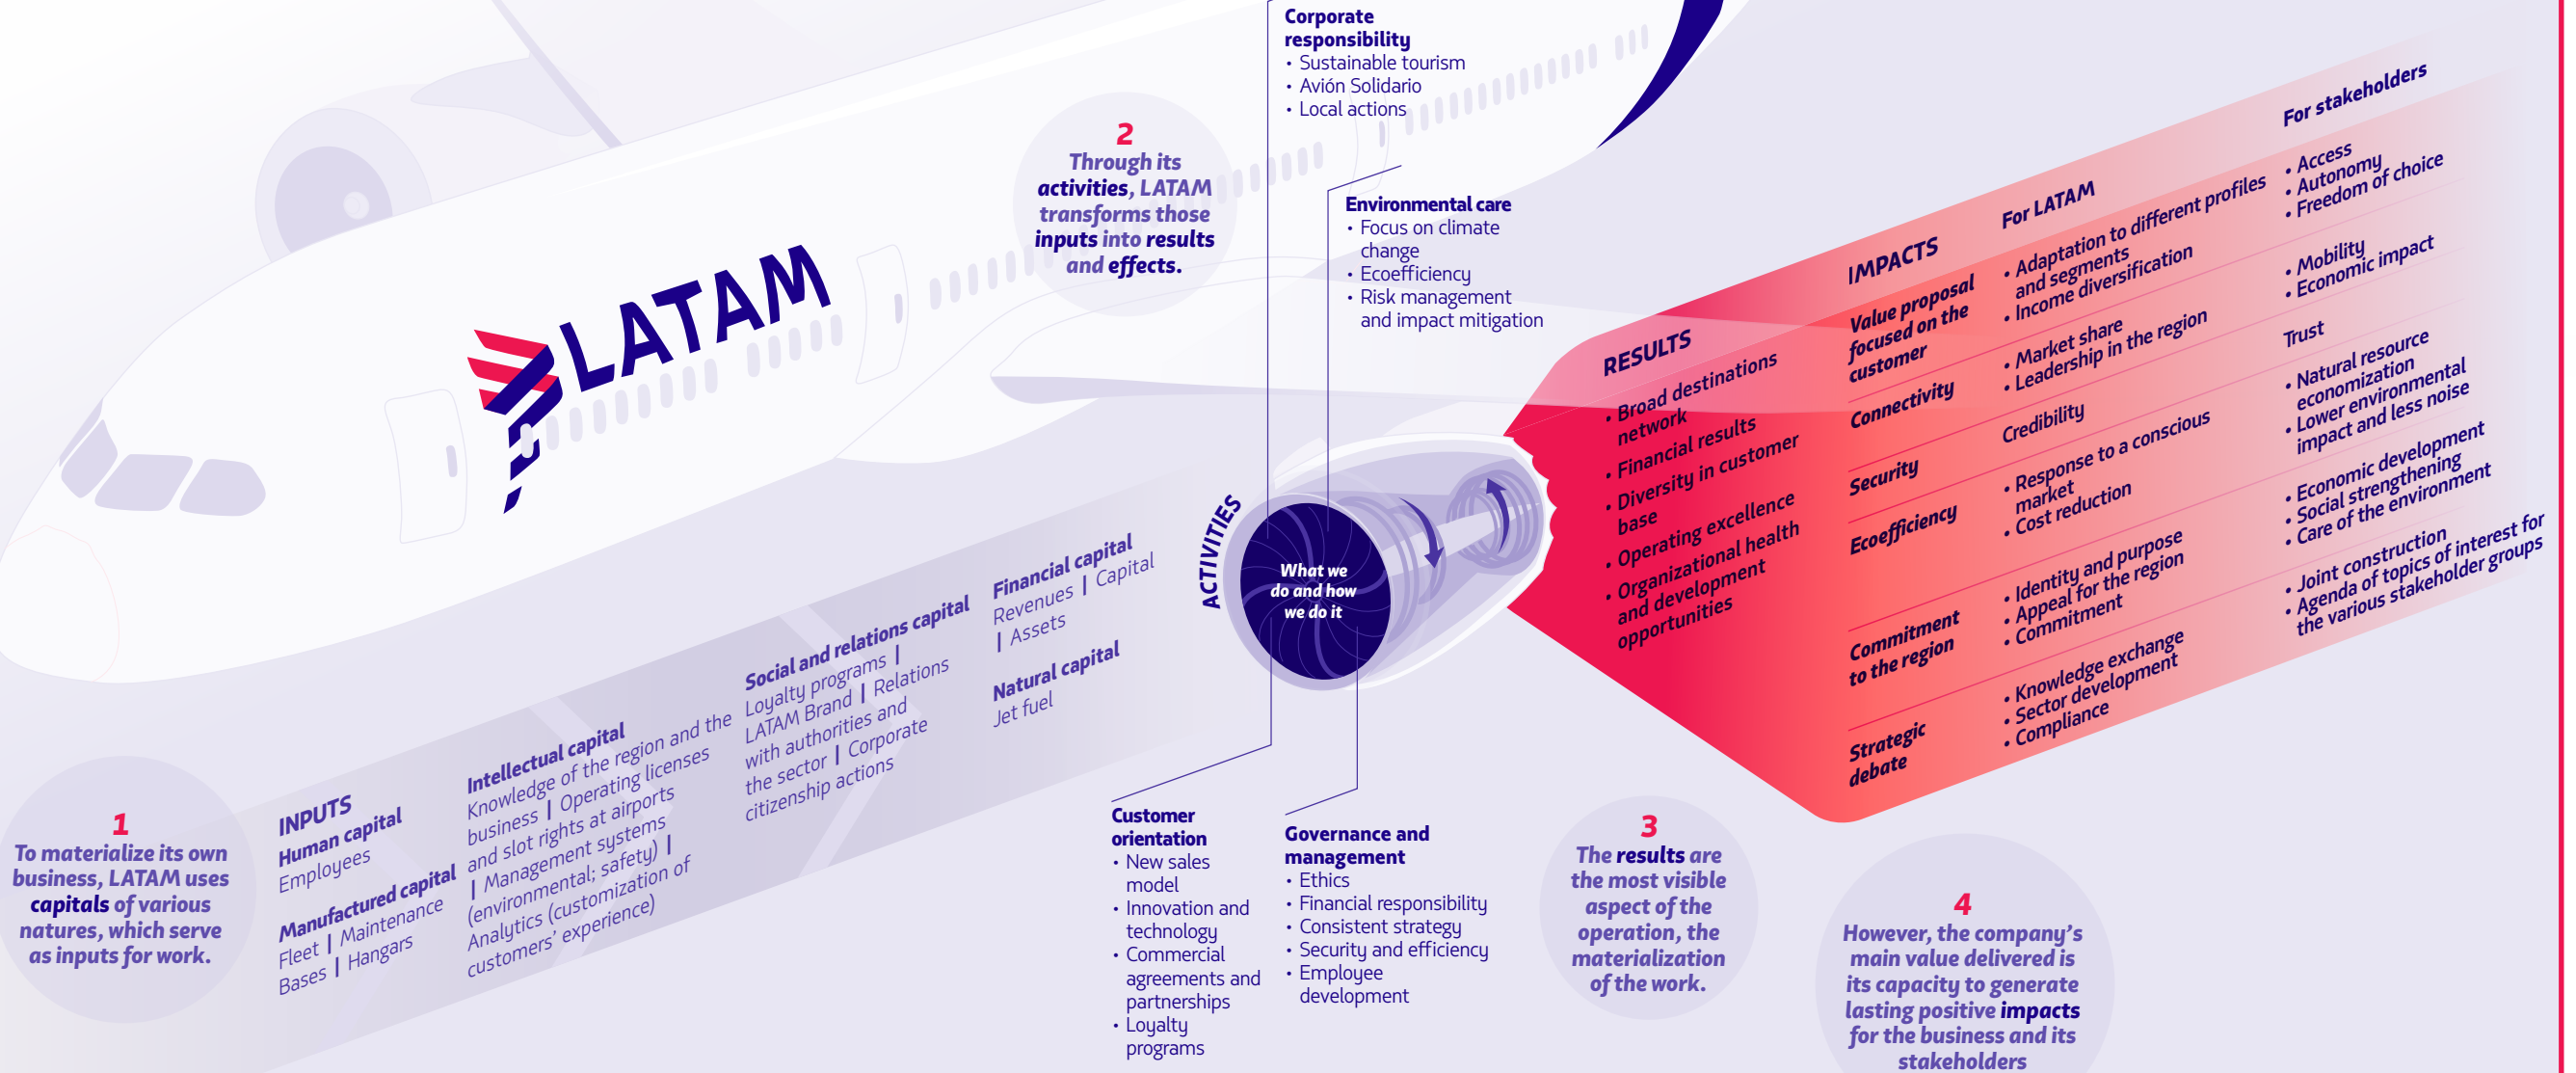 LATAM
1
To materialize its own
business, LATAM uses
capitals of various
natures, which serve
as inputs for work.
INPUTS
Human capital
Employees
Manufactured capital
Fleet | Maintenance
Bases | Hangars
Intellectual capital
Knowledge of the region and the
business | Operating licenses
and slot rights at airports
| Management systems
(environmental; safety) |
Analytics (customization of
customers' experience)
Social and relations capital
Loyalty programs |
LATAM Brand | Relations
with authorities and
the sector | Corporate
citizenship actions
Financial capital
Revenues | Capital
| Assets
Natural capital
Jet fuel
2
Through its
activities, LATAM
transforms those
inputs into results
and effects.
ACTIVITIES
What we
do and how
we do it
Corporate
responsibility
• Sustainable tourism
• Avión Solidario
• Local actions
Environmental care
• Focus on climate
change
• Ecoefficiency
• Risk management
and impact mitigation
Customer
orientation
• New sales
model
• Innovation and
technology
• Commercial
agreements and
partnerships
• Loyalty
programs
Governance and
management
• Ethics
• Financial responsibility
• Consistent strategy
• Security and efficiency
• Employee
development
3
The results are
the most visible
aspect of the
operation, the
materialization
of the work.
RESULTS
• Broad destinations
network
• Financial results
• Diversity in customer
base
• Operating excellence
• Organizational health
and development
opportunities
4
However, the company's
main value delivered is
its capacity to generate
lasting positive impacts
for the business and its
stakeholders
IMPACTS
For LATAM
For stakeholders
Value proposal
focused on the
customer
• Adaptation to different profiles
and segments
• Income diversification
• Access
• Autonomy
• Freedom of choice
Connectivity
• Market share
• Leadership in the region
• Mobility
• Economic impact
Security
Credibility
Trust
Ecoefficiency
• Response to a conscious
market
• Cost reduction
• Natural resource
economization
• Lower environmental
impact and less noise
Commitment
to the region
• Identity and purpose
• Appeal for the region
• Commitment
• Economic development
• Social strengthening
• Care of the environment
Strategic
debate
• Knowledge exchange
• Sector development
• Compliance
• Joint construction
• Agenda of topics of interest for
the various stakeholder groups